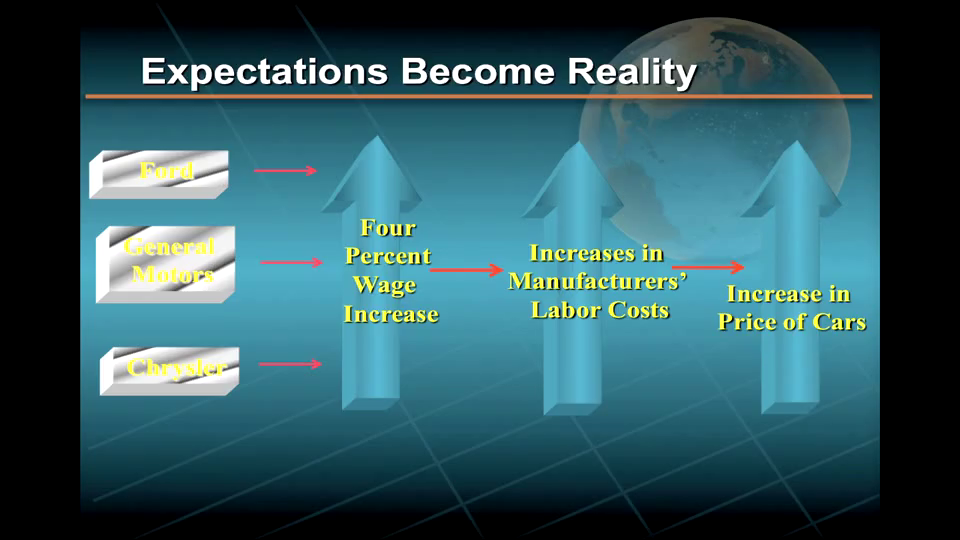 Expectations Become Reality
Ford
General
Motors
Chrysler
Four
Percent
Wage
Increase
Increases in
Manufacturers’
Labor Costs
Increase in
Price of Cars